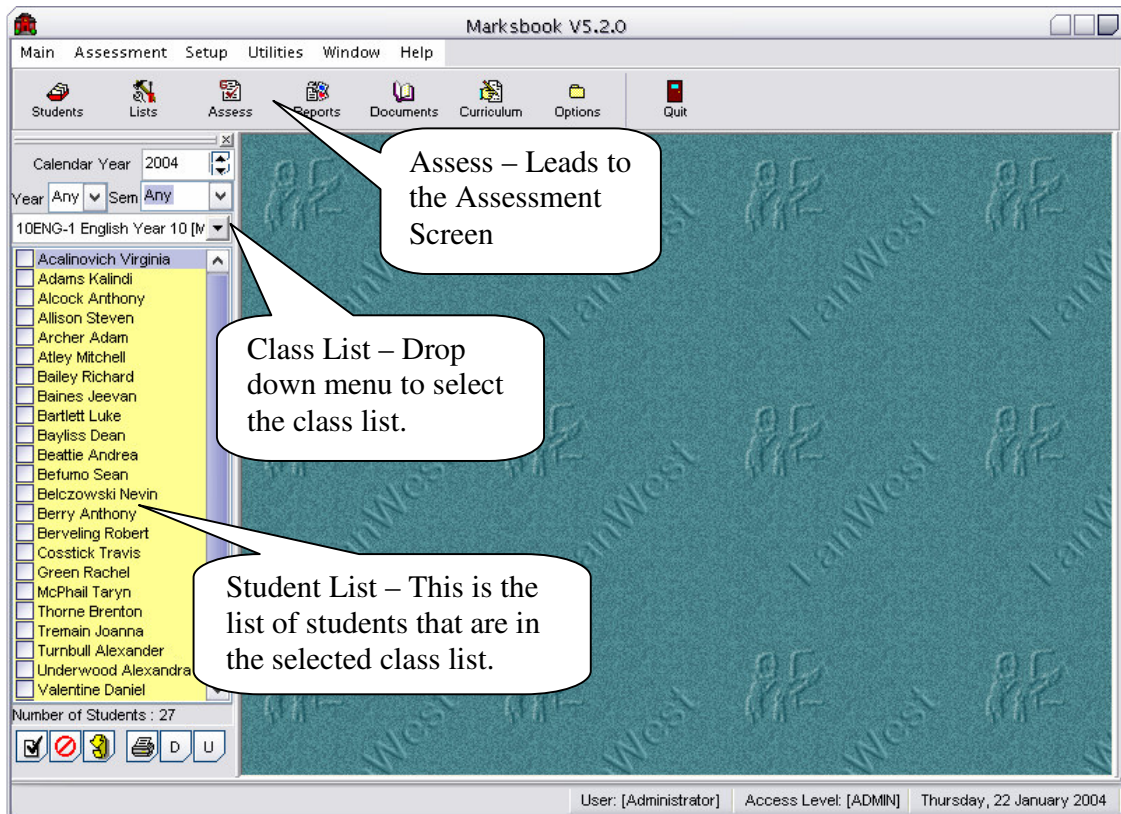 Marksbook V5.2.0
Main Assessment Setup Utilities Window Help
Students Lists Assess Reports Documents Curriculum Options Quit
Calendar Year 2004
Year Any Sem Any
10ENG-1 English Year 10 [M
Acalinovich Virginia
Adams Kalindi
Alcock Anthony
Allison Steven
Archer Adam
Atley Mitchell
Bailey Richard
Baines Jeevan
Bartlett Luke
Bayliss Dean
Beattie Andrea
Befumo Sean
Belczowski Nevin
Berry Anthony
Berveling Robert
Cosstick Travis
Green Rachel
McPhail Taryn
Thorne Brenton
Tremain Joanna
Turnbull Alexander
Underwood Alexandra
Valentine Daniel
Number of Students : 27
D U
Assess – Leads to
the Assessment
Screen
Class List – Drop
down menu to select
the class list.
Student List – This is the
list of students that are in
the selected class list.
User: [Administrator] Access Level: [ADMIN] Thursday, 22 January 2004